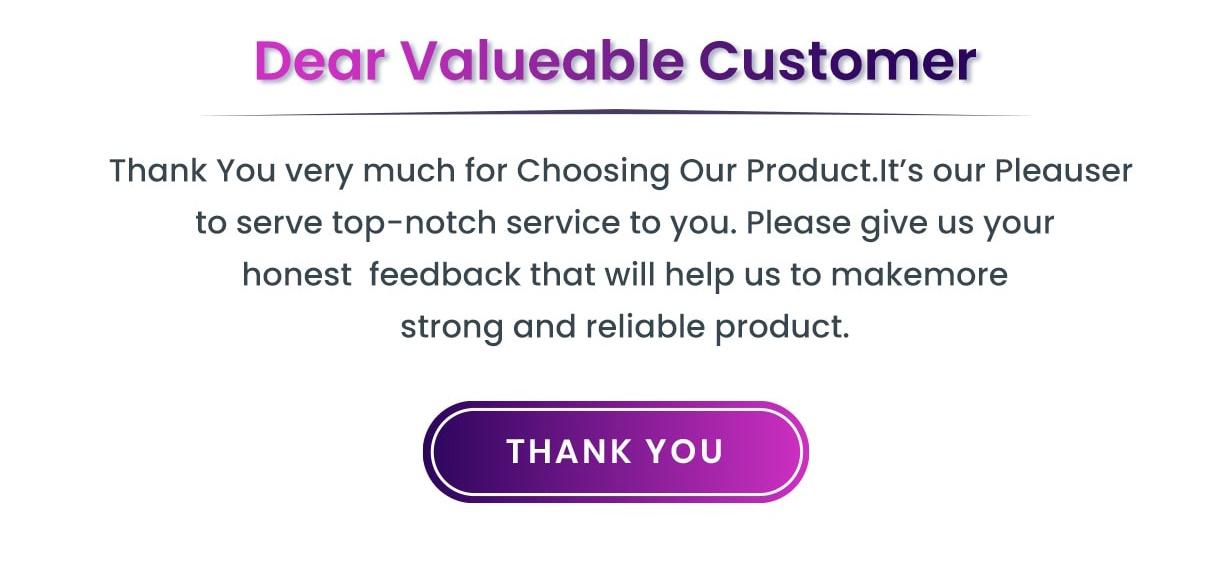 Dear Valueable Customer
Thank You very much for Choosing Our Product.It’s our Pleauser
to serve top-notch service to you. Please give us your
honest  feedback that will help us to makemore
strong and reliable product.
THANK YOU